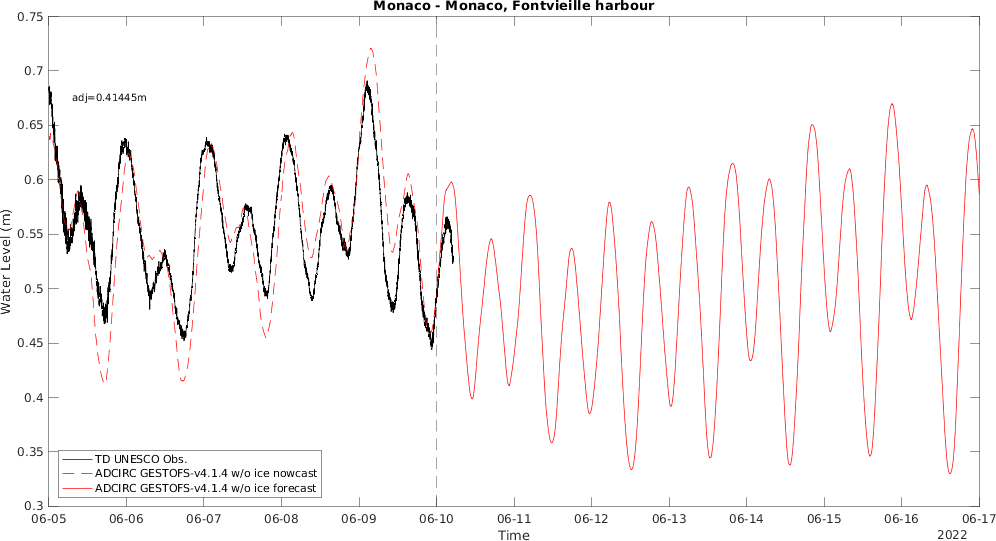 Monaco - Monaco, Fontvieille harbour
0.75
0.7
0.65
0.6
0.55
0.5
0.45
0.4
0.35
0.3
Water Level (m)
adj=0.41445m
TD UNESCO Obs.
ADCIRC GESTOFS-v4.1.4 w/o ice nowcast
ADCIRC GESTOFS-v4.1.4 w/o ice forecast
06-05 06-06 06-07 06-08 06-09 06-10 06-11 06-12 06-13 06-14 06-15 06-16 06-17
Time
2022